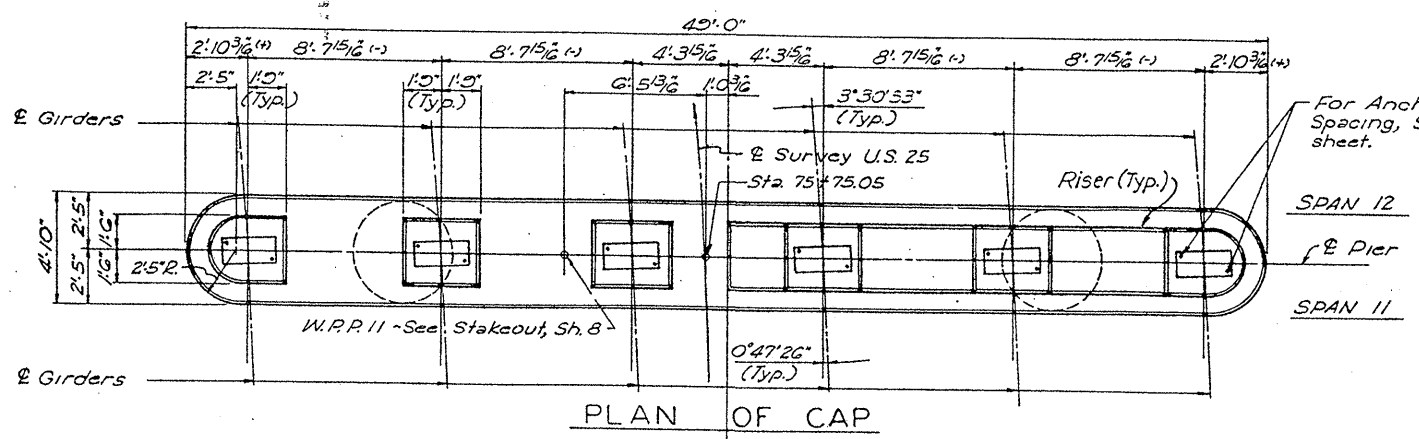 49'-0"
2'-10 3/16"(+) 8'-7 15/16"(-) 8'-7 15/16"(-) 4'-3 15/16" 4'-3 15/16" 8'-7 15/16"(-) 8'-7 15/16"(-) 2'-10 3/16"(+)
2'-5" 1'-9" 1'-9" 1'-9" 6'-5 13/16" 1'-0 3/16"
(Typ.) (Typ.)
3°30'33"
(Typ.)
For Anch
Spacing, S
sheet.
℄ Girders
℄ Survey U.S. 25
Sta. 75+75.05
Riser (Typ.)
SPAN 12
4'-10" 2'-5" 2'-5" 1'-6" 1'-6"
2'-5" R.
℄ Pier
SPAN 11
W.P.P. 11 ~ See Stakeout, Sh. 8
0°47'26"
(Typ.)
℄ Girders
PLAN OF CAP